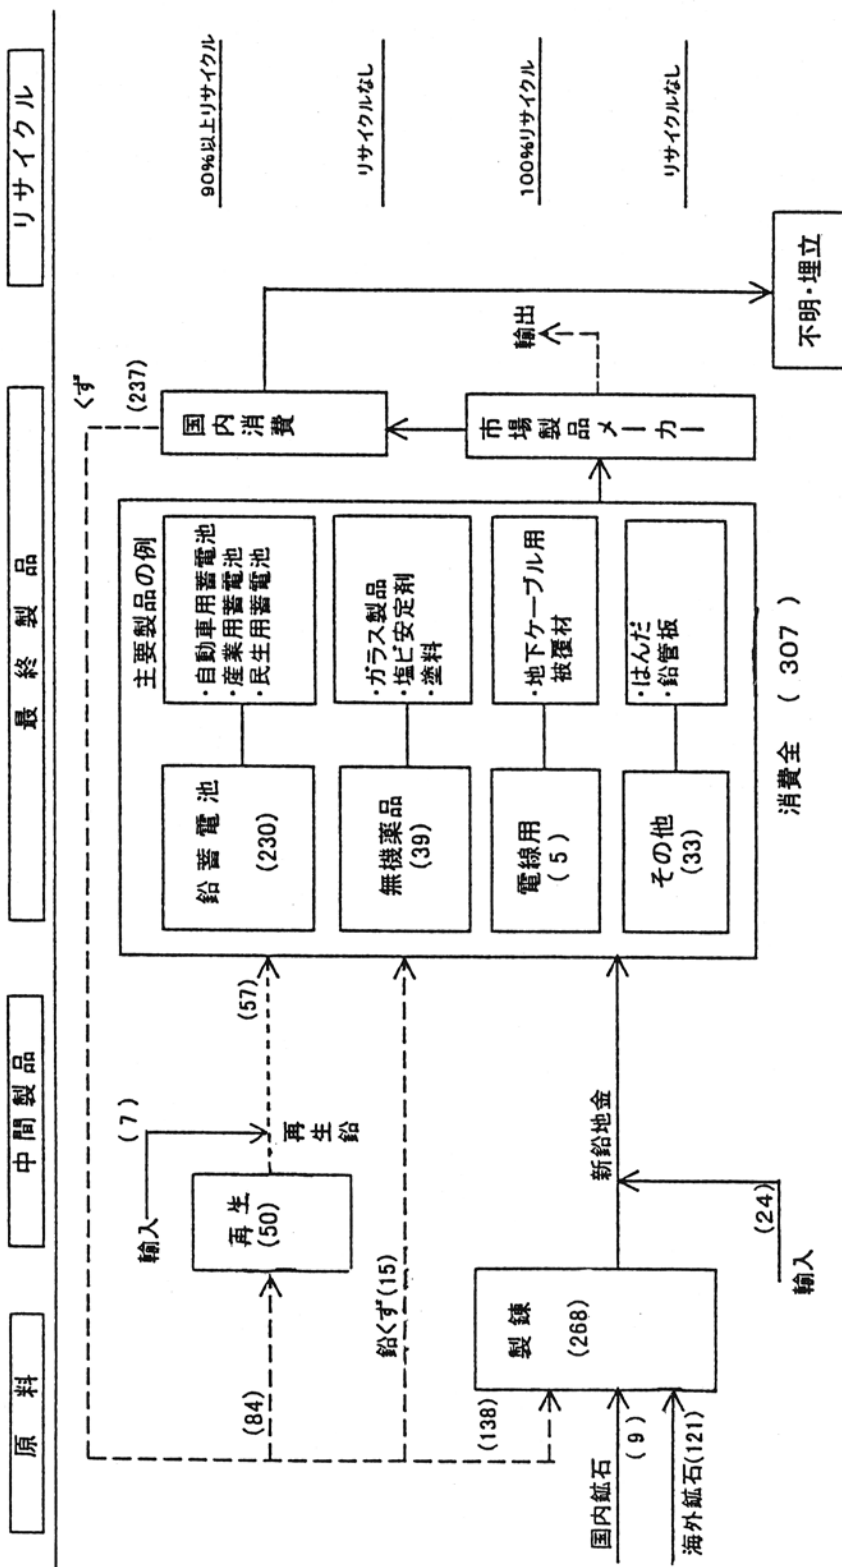 原 料
中間製品
最 終 製 品
リサイクル
くず
(237)
90%以上リサイクル
リサイクルなし
100%リサイクル
リサイクルなし
輸入
(7)
再生
(50)
再生鉛
(57)
(84)
鉛くず(15)
(138)
国内鉱石
(9)
海外鉱石(121)
製錬
(268)
新鉛地金
(24)
輸入
主要製品の例
鉛蓄電池
(230)
・自動車用蓄電池
・産業用蓄電池
・民生用蓄電池
無機薬品
(39)
・ガラス製品
・塩ビ安定剤
・塗料
電線用
(5)
・地下ケーブル用
被覆材
その他
(33)
・はんだ
・鉛管板
消費全 (307)
国内消費
市場製品メーカー
輸出
不明・埋立